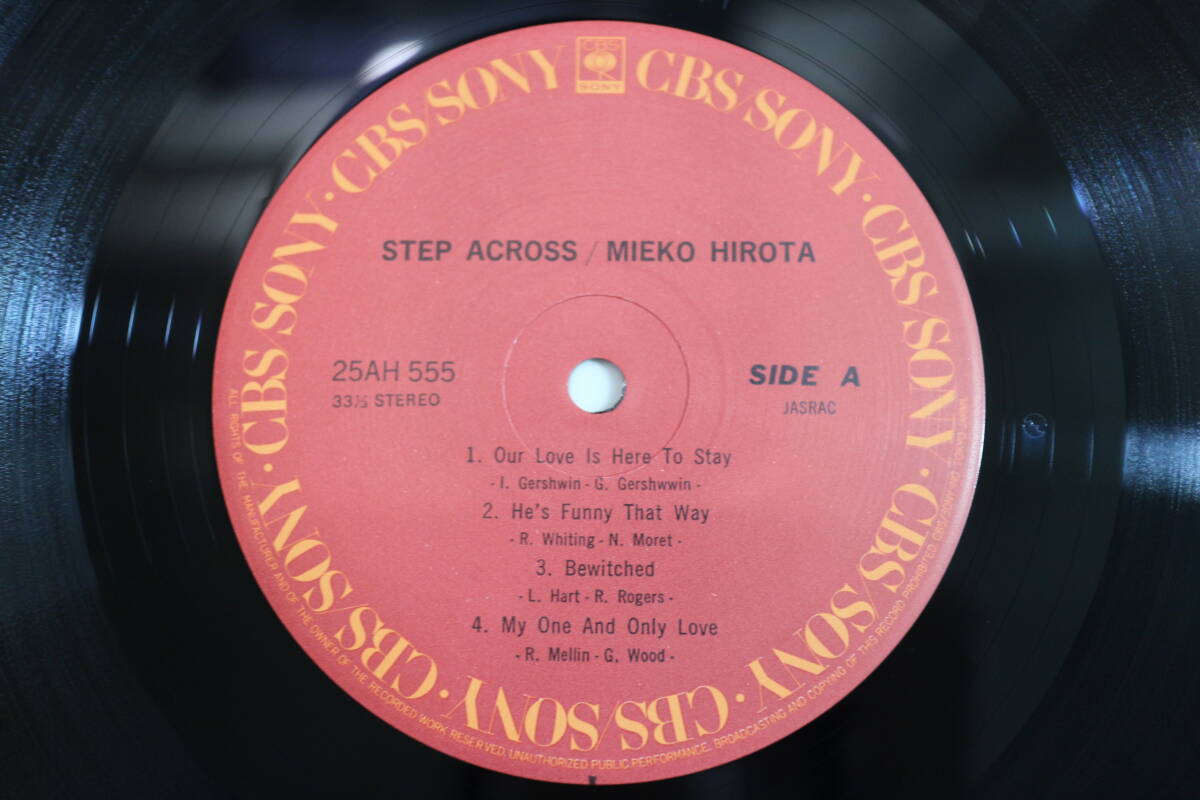 CBS
SONY
CBS/SONY · CBS/SONY · CBS/SONY · CBS/SONY · CBS/SONY · CBS/SONY · CBS/SONY · CBS/SONY
STEP ACROSS / MIEKO HIROTA
25AH 555
33⅓ STEREO
SIDE A
JASRAC
1. Our Love Is Here To Stay
- I. Gershwin - G. Gershwwin -
2. He's Funny That Way
- R. Whiting - N. Moret -
3. Bewitched
- L. Hart - R. Rogers -
4. My One And Only Love
- R. Mellin - G. Wood -
ALL RIGHTS OF THE MANUFACTURER AND OF THE OWNER OF THE RECORDED WORK RESERVED. UNAUTHORIZED PUBLIC PERFORMANCE, BROADCASTING AND COPYING OF THIS RECORD PROHIBITED. CBS/SONY